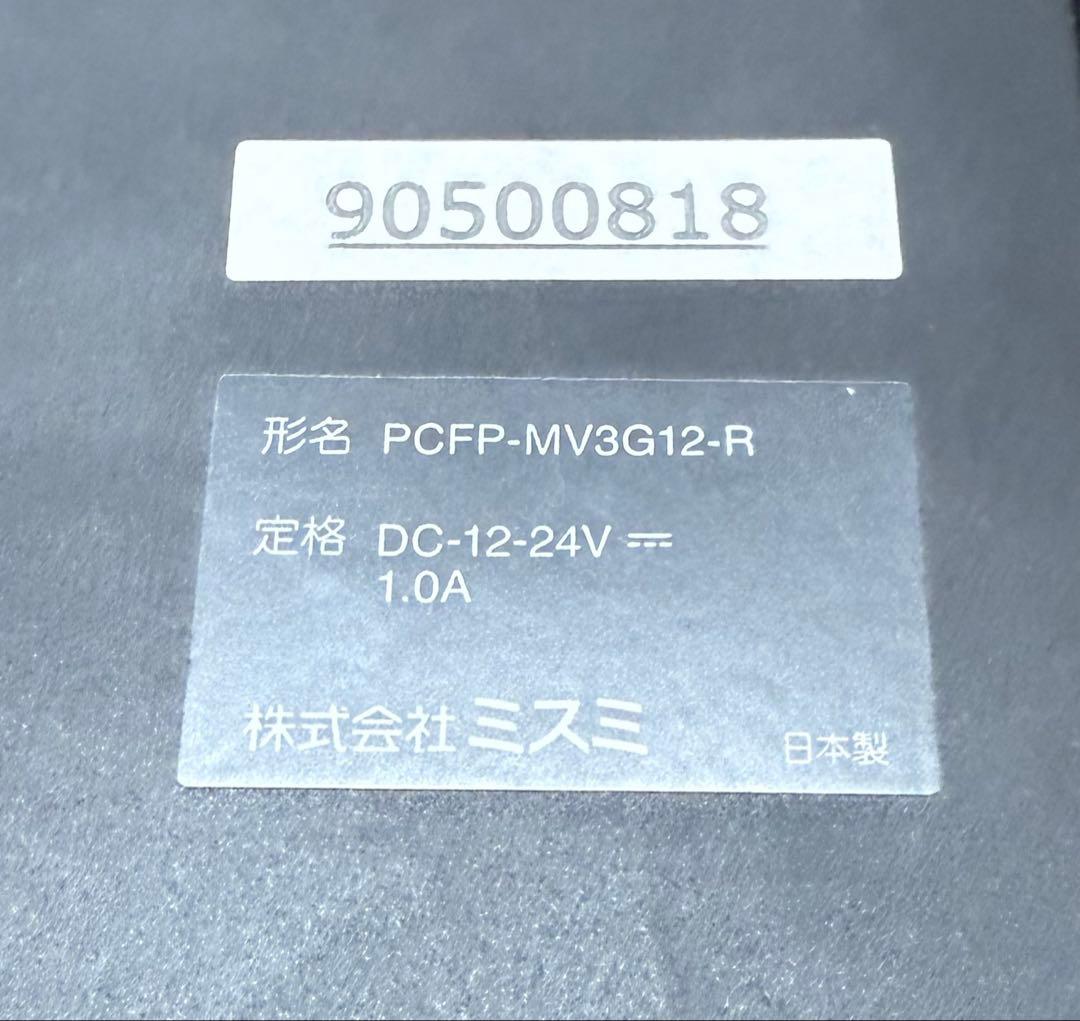 90500818
形名 PCFP-MV3G12-R
定格 DC-12-24V ⎓
1.0A
株式会社ミスミ
日本製